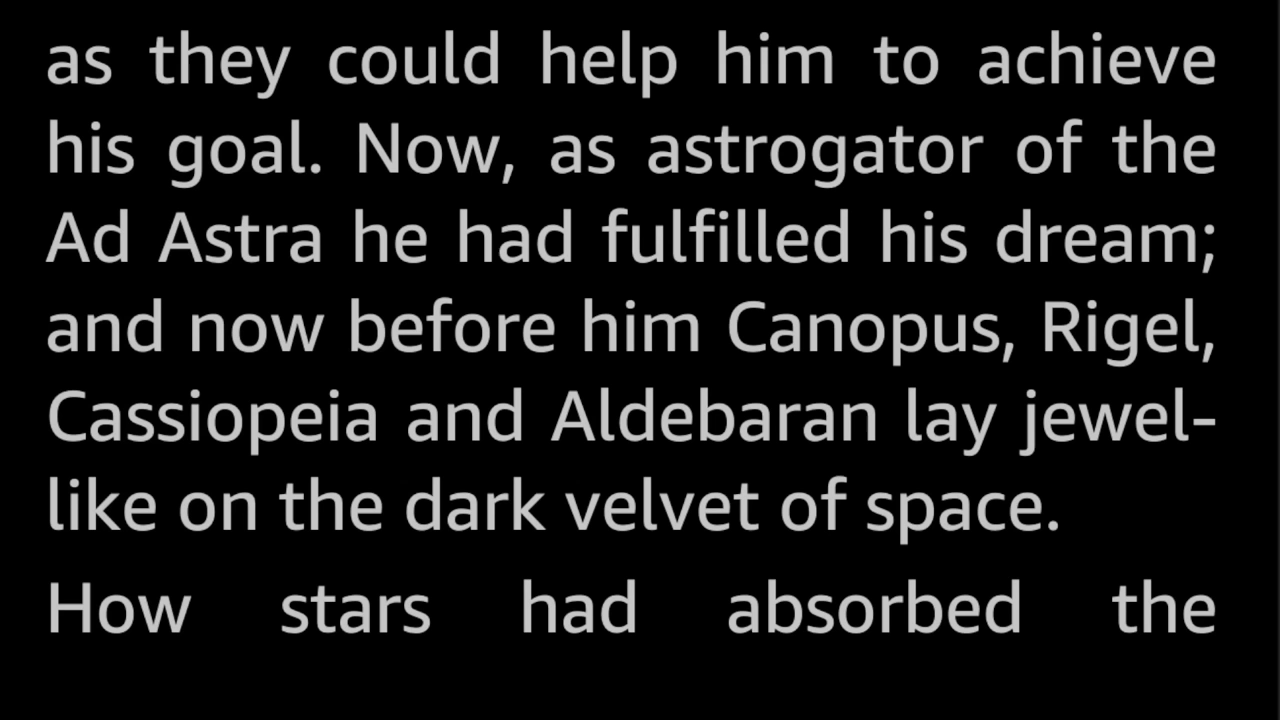 as they could help him to achieve
his goal. Now, as astrogator of the
Ad Astra he had fulfilled his dream;
and now before him Canopus, Rigel,
Cassiopeia and Aldebaran lay jewel-
like on the dark velvet of space.
How stars had absorbed the